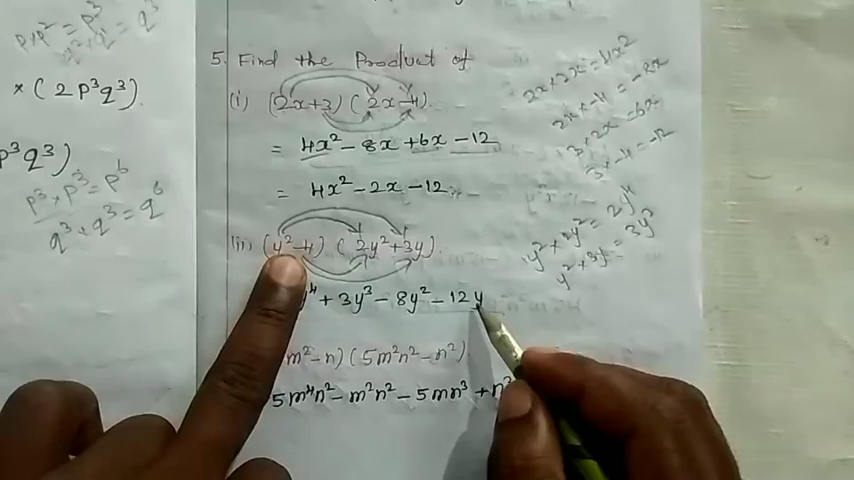 × (2p³q³).
p³q³)
p³ × p³ = p⁶
q³ × q³ = q⁶
5. Find the Product of
(i) (2x+3)(2x-4).
= 4x² - 8x + 6x - 12
= 4x² - 2x - 12
(ii) (y²-4) (2y²+3y).
y⁴ + 3y³ - 8y² - 12y
m²-n)(5m²n²-n²)
5m⁴n² - m²n² - 5mn³ + n³
2x × 2x = 4x²
2x × -4 = -8x
3 × 2x = 6x
3 × -4 = -12
y² × 2y² = 2y⁴
y² × 3y = 3y³